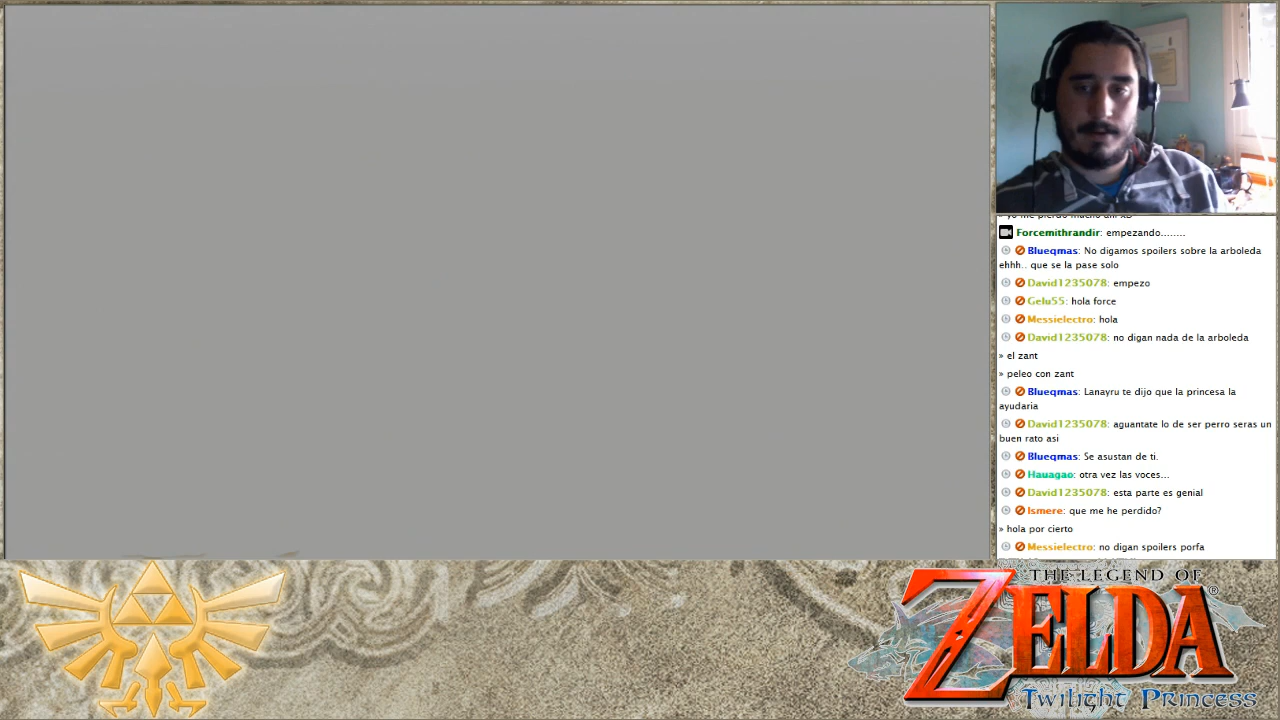 Forcemithrandir: empezando........
Blueqmas: No digamos spoilers sobre la arboleda
ehhh.. que se la pase solo
David1235078: empezo
Gelu55: hola force
Messielectro: hola
David1235078: no digan nada de la arboleda
» el zant
» peleo con zant
Blueqmas: Lanayru te dijo que la princesa la
ayudaria
David1235078: aguantate lo de ser perro seras un
buen rato asi
Blueqmas: Se asustan de ti.
Hauagao: otra vez las voces...
David1235078: esta parte es genial
Ismere: que me he perdido?
» hola por cierto
Messielectro: no digan spoilers porfa
THE LEGEND OF
ZELDA®
Twilight Princess